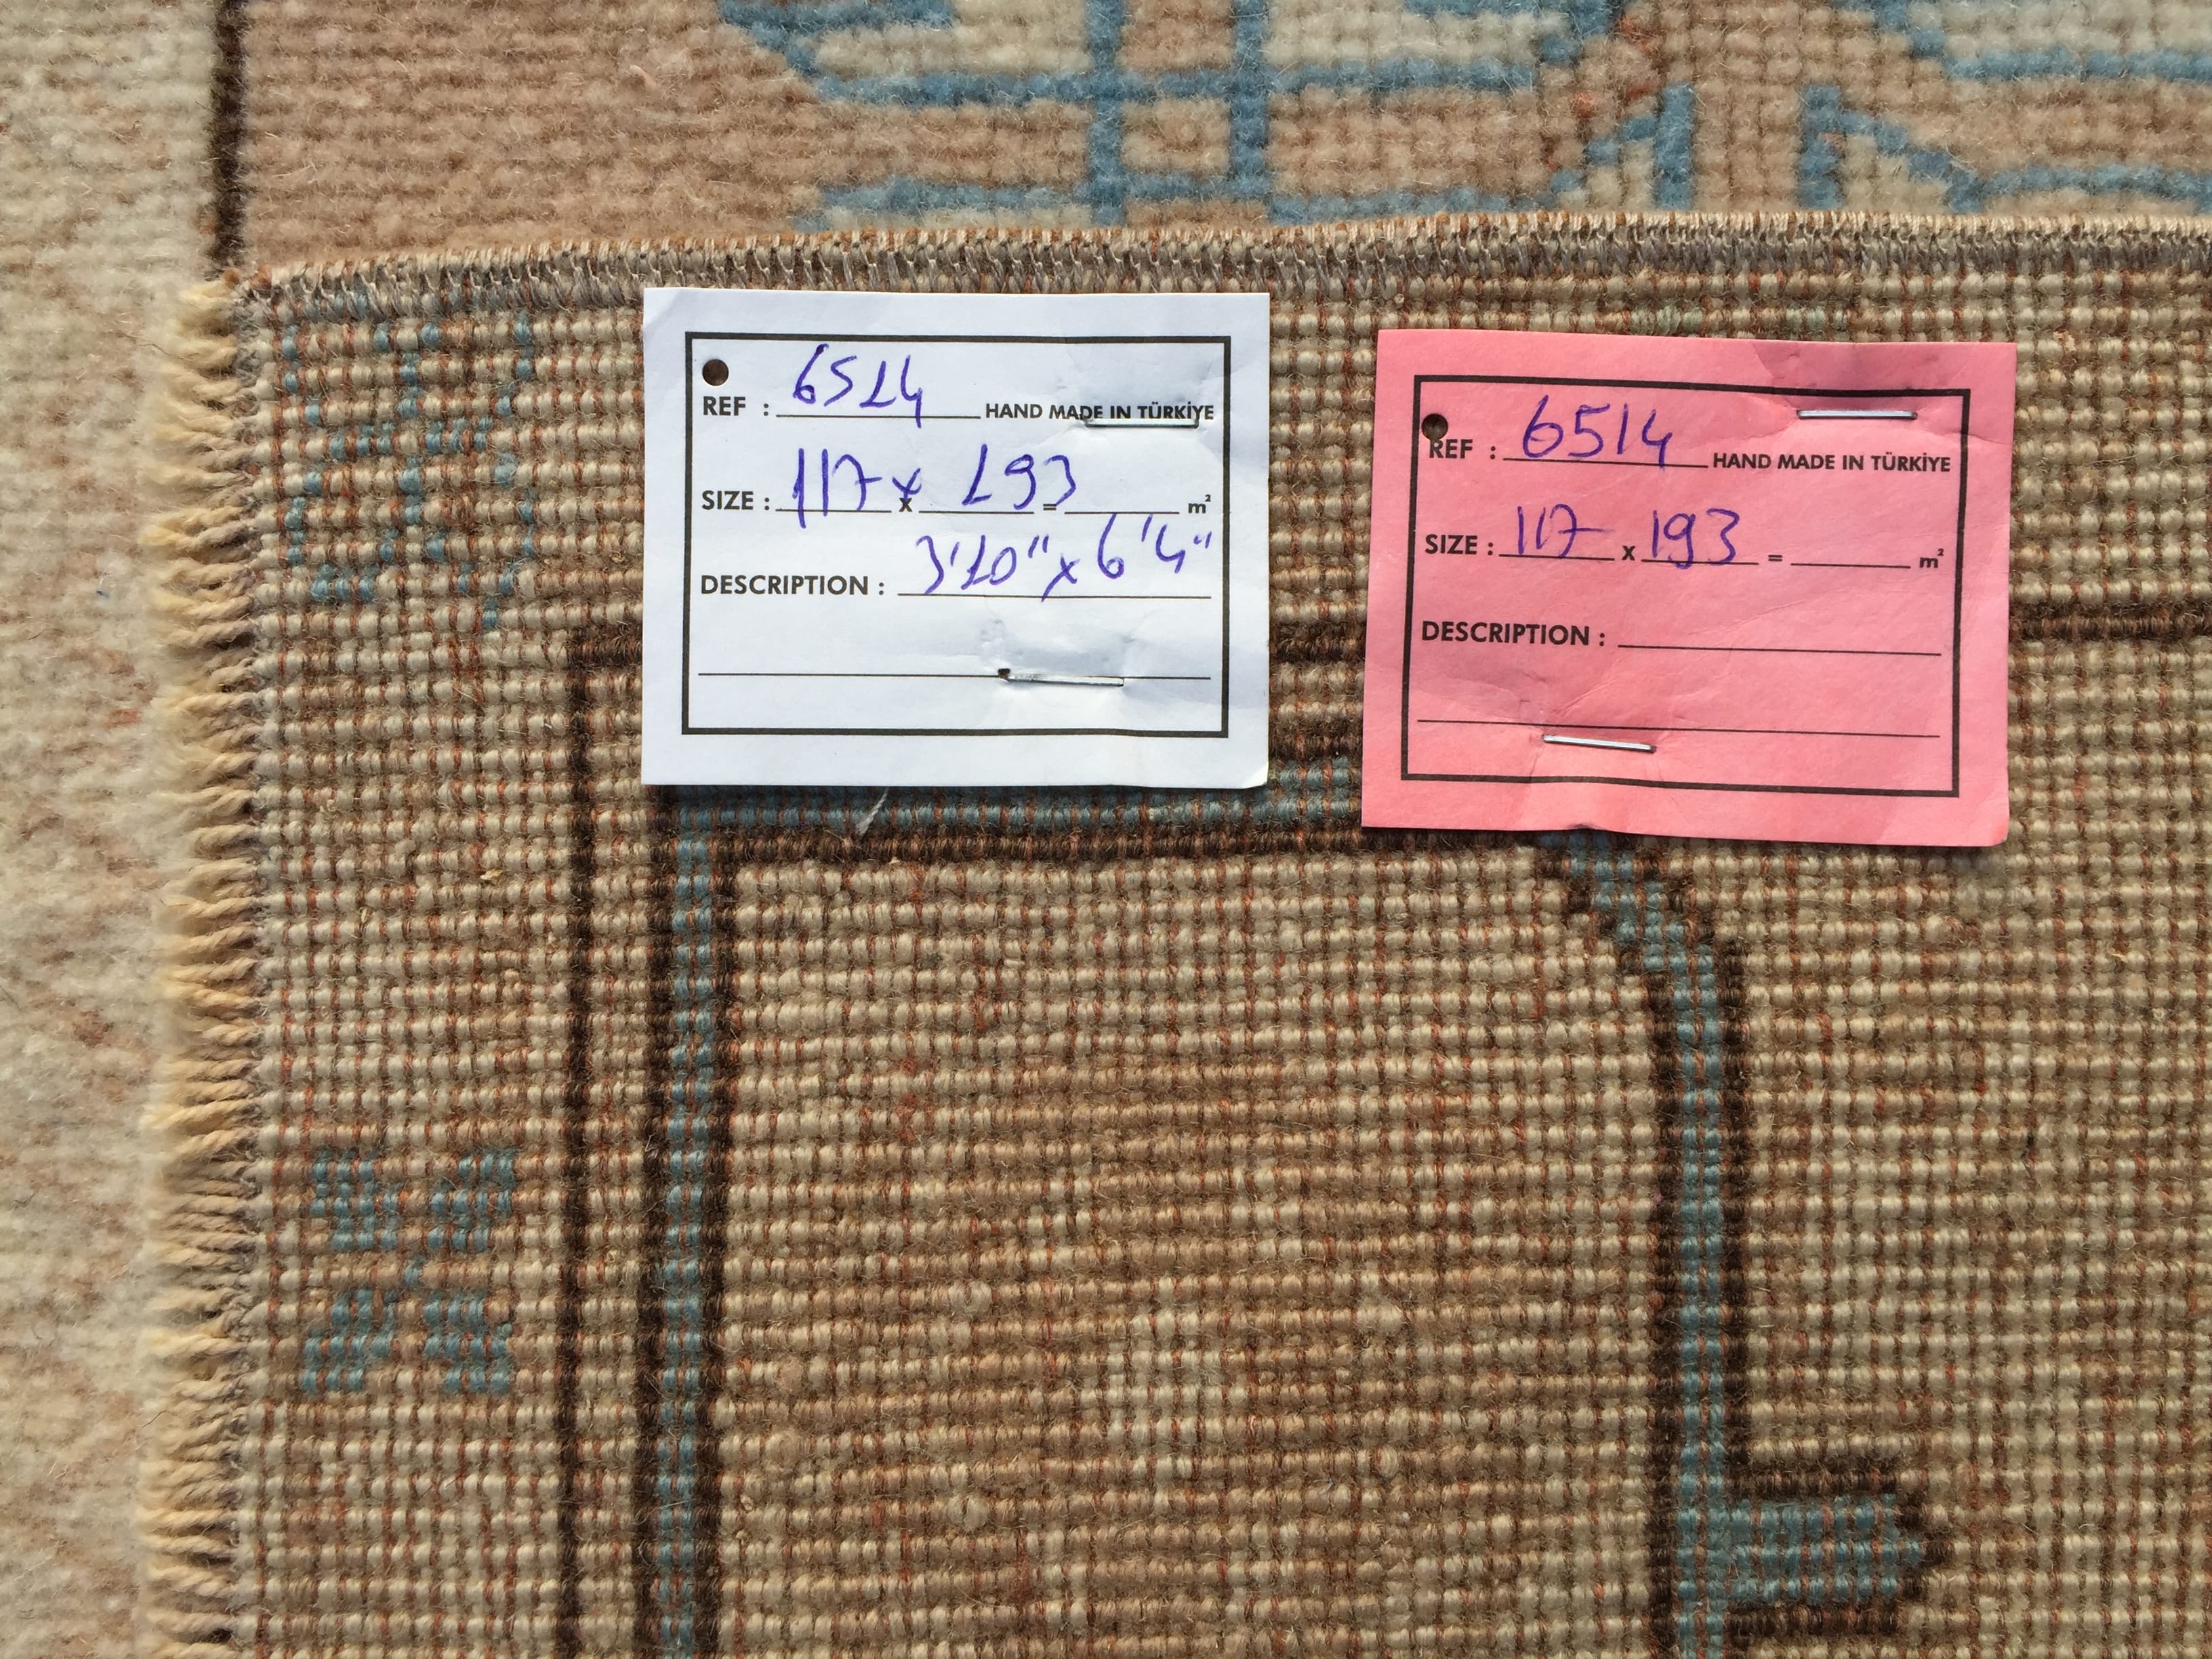 REF : 6514 HAND MADE IN TÜRKİYE
SIZE : 117 x 193 = m²
3'10" x 6'4"
DESCRIPTION :
REF : 6514 HAND MADE IN TÜRKİYE
SIZE : 117 x 193 = m²
DESCRIPTION :